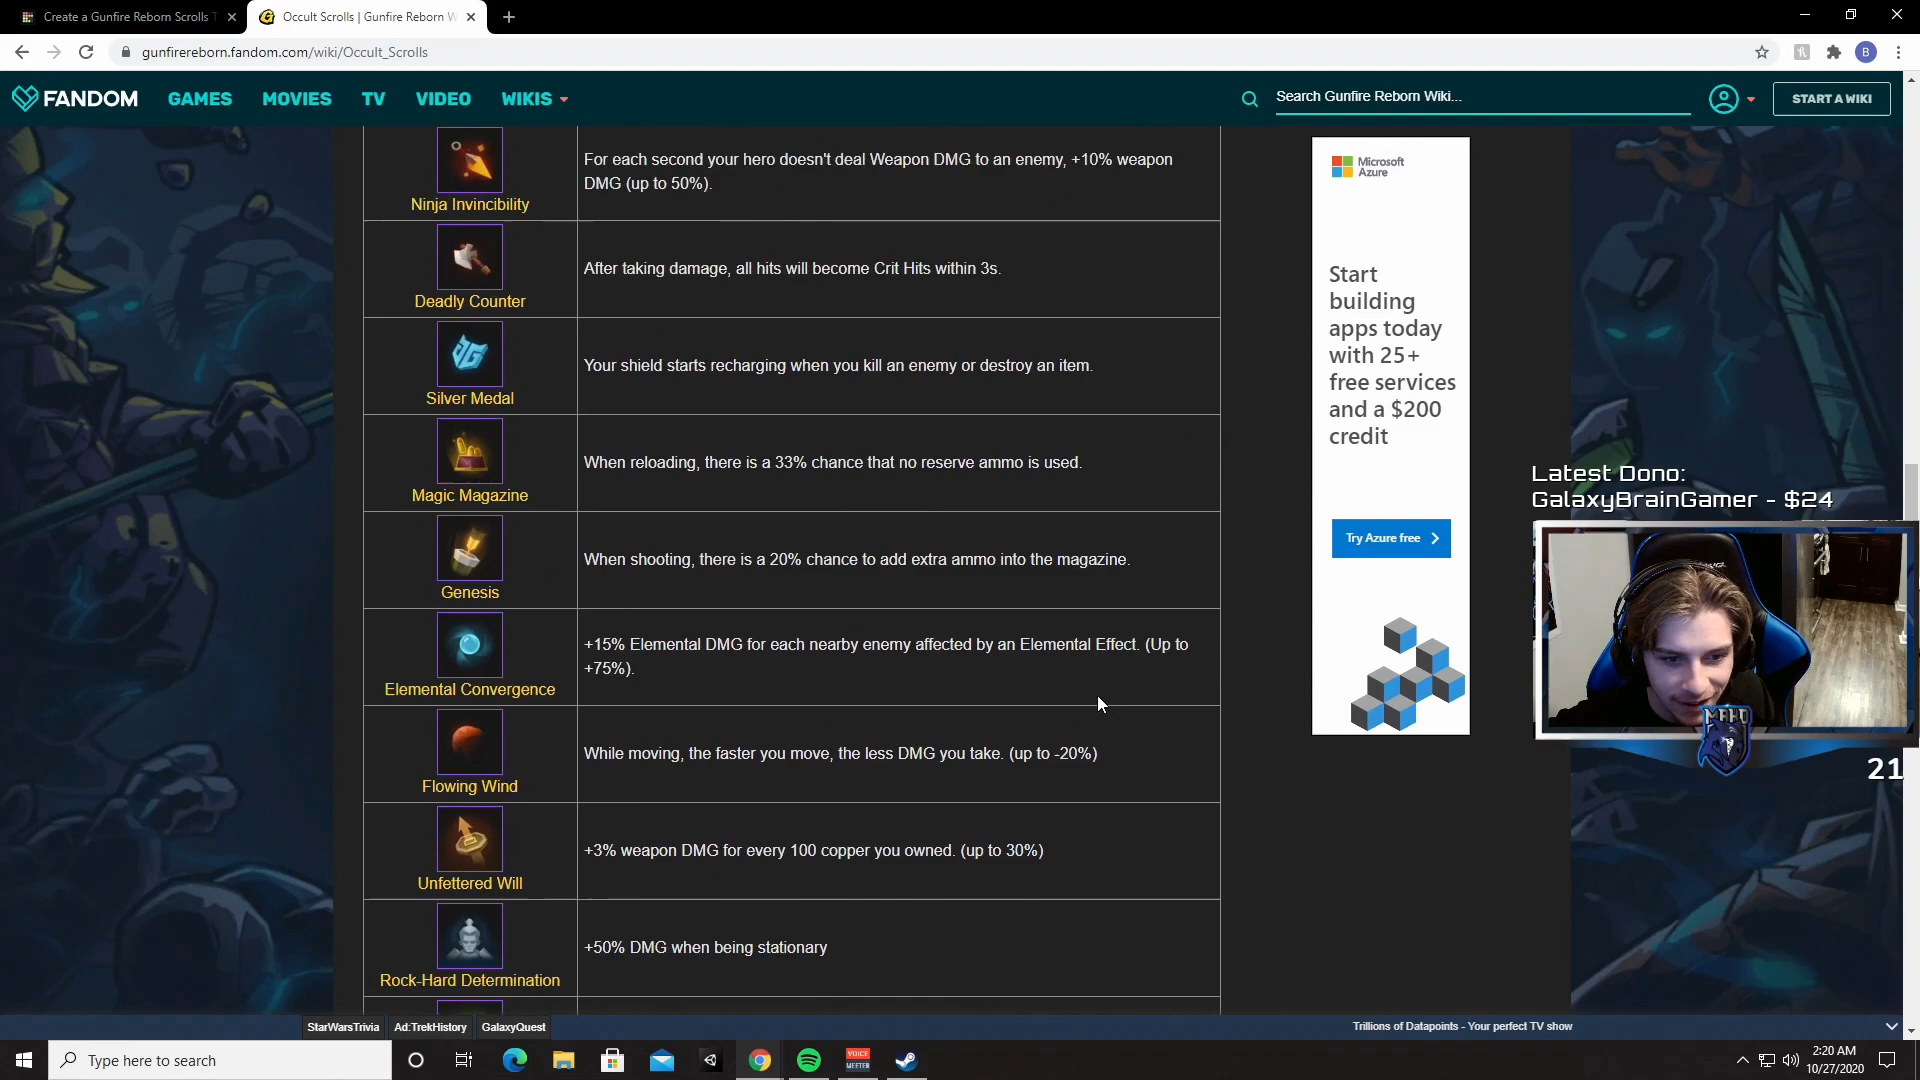 Create a Gunfire Reborn Scrolls T
Occult Scrolls | Gunfire Reborn W
gunfirereborn.fandom.com/wiki/Occult_Scrolls
B
FANDOM
GAMES
MOVIES
TV
VIDEO
WIKIS
Search Gunfire Reborn Wiki...
START A WIKI
Ninja Invincibility
For each second your hero doesn't deal Weapon DMG to an enemy, +10% weapon
DMG (up to 50%).
Deadly Counter
After taking damage, all hits will become Crit Hits within 3s.
Silver Medal
Your shield starts recharging when you kill an enemy or destroy an item.
Magic Magazine
When reloading, there is a 33% chance that no reserve ammo is used.
Genesis
When shooting, there is a 20% chance to add extra ammo into the magazine.
Elemental Convergence
+15% Elemental DMG for each nearby enemy affected by an Elemental Effect. (Up to
+75%).
Flowing Wind
While moving, the faster you move, the less DMG you take. (up to -20%)
Unfettered Will
+3% weapon DMG for every 100 copper you owned. (up to 30%)
Rock-Hard Determination
+50% DMG when being stationary
Microsoft
Azure
Start
building
apps today
with 25+
free services
and a $200
credit
Try Azure free
Latest Dono:
GalaxyBrainGamer - $24
21
StarWarsTrivia
Ad:TrekHistory
GalaxyQuest
Trillions of Datapoints - Your perfect TV show
Type here to search
VOICE
MEETER
2:20 AM
10/27/2020